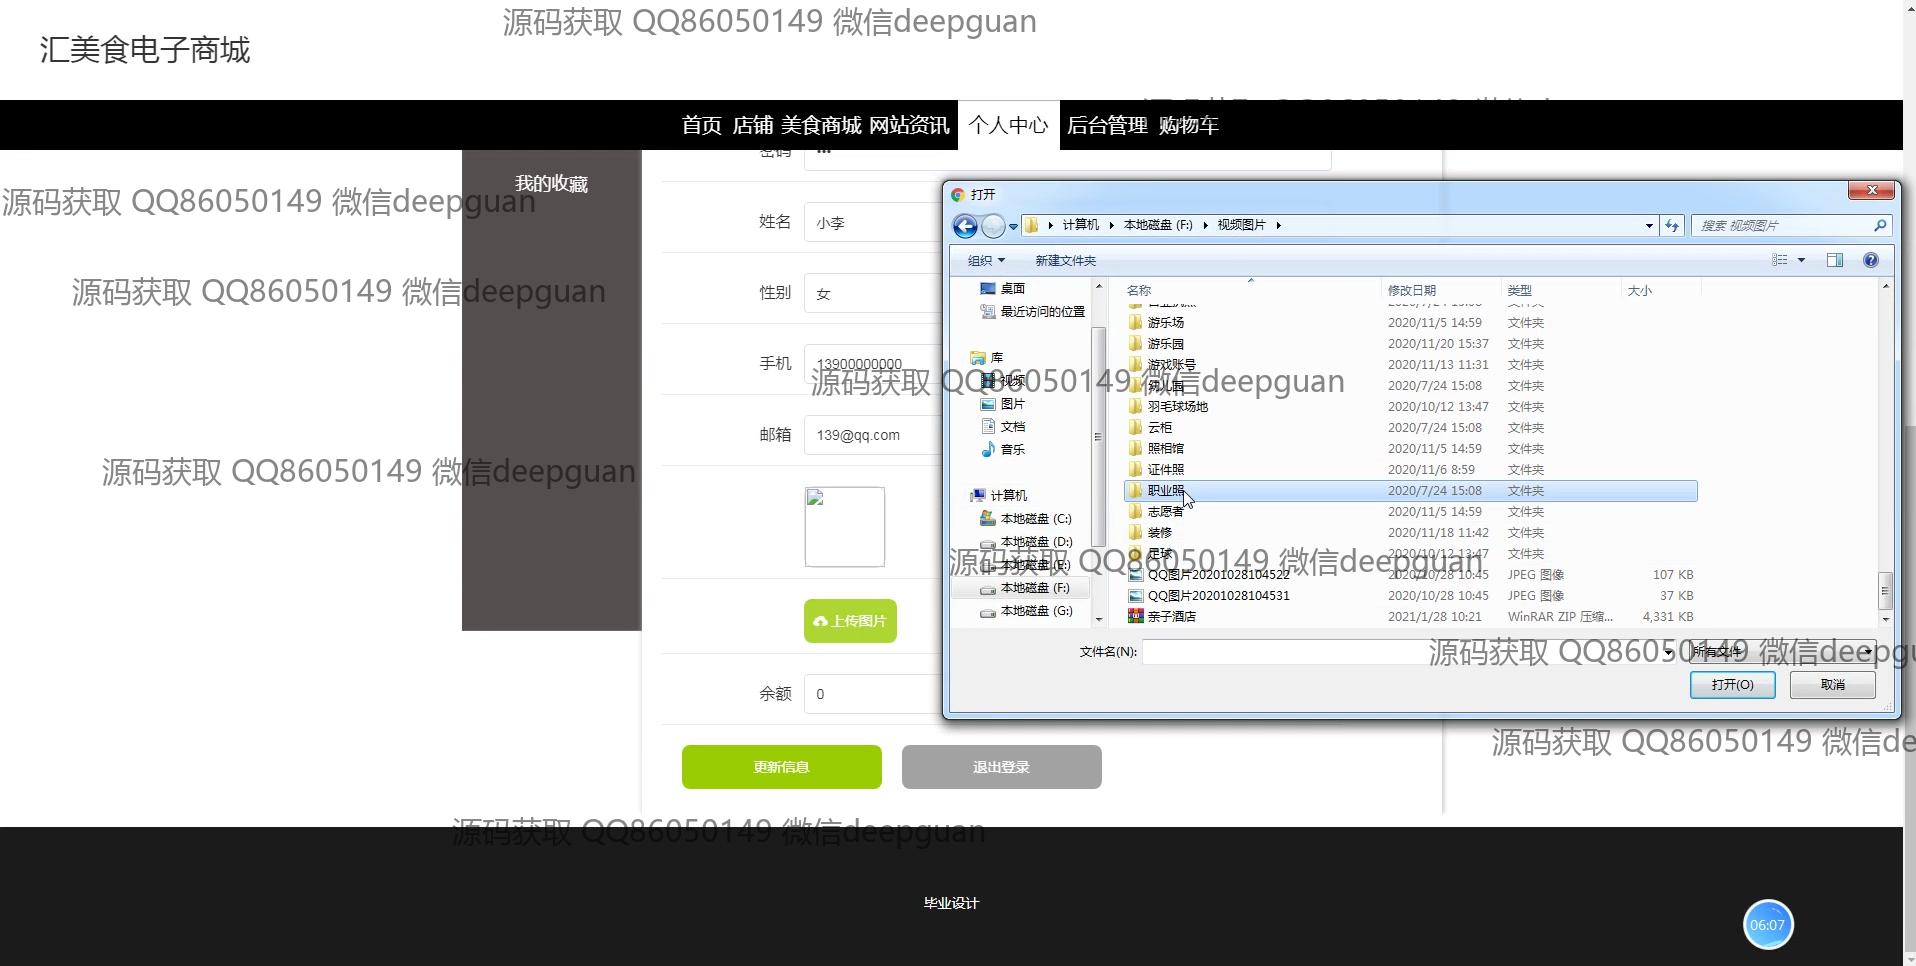 源码获取 QQ86050149 微信deepguan
汇美食电子商城
首页 店铺 美食商城 网站资讯 个人中心 后台管理 购物车
密码
我的收藏
源码获取 QQ86050149 微信deepguan
姓名 小李
性别 女
手机 13900000000
邮箱 139@qq.com
源码获取 QQ86050149 微信deepguan
源码获取 QQ86050149 微信deepguan
上传图片
余额 0
更新信息 退出登录
打开
计算机 本地磁盘 (F:) 视频图片
搜索 视频图片
组织 新建文件夹
桌面
最近访问的位置
库
视频
图片
文档
音乐
计算机
本地磁盘 (C:)
本地磁盘 (D:)
本地磁盘 (E:)
本地磁盘 (F:)
本地磁盘 (G:)
名称 修改日期 类型 大小
游乐场 2020/11/5 14:59 文件夹
游乐园 2020/11/20 15:37 文件夹
游戏账号 2020/11/13 11:31 文件夹
幼儿园 2020/7/24 15:08 文件夹
源码获取 QQ86050149 微信deepguan
羽毛球场地 2020/10/12 13:47 文件夹
云柜 2020/7/24 15:08 文件夹
照相馆 2020/11/5 14:59 文件夹
证件照 2020/11/6 8:59 文件夹
职业照 2020/7/24 15:08 文件夹
志愿者 2020/11/5 14:59 文件夹
装修 2020/11/18 11:42 文件夹
足球 2020/10/12 13:47 文件夹
源码获取 QQ86050149 微信deepguan
QQ图片20201028104522 2020/10/28 10:45 JPEG 图像 107 KB
QQ图片20201028104531 2020/10/28 10:45 JPEG 图像 37 KB
亲子酒店 2021/1/28 10:21 WinRAR ZIP 压缩... 4,331 KB
文件名(N): 所有文件
源码获取 QQ86050149 微信deepgu
打开(O) 取消
源码获取 QQ86050149 微信de
源码获取 QQ86050149 微信deepguan
毕业设计
06:07